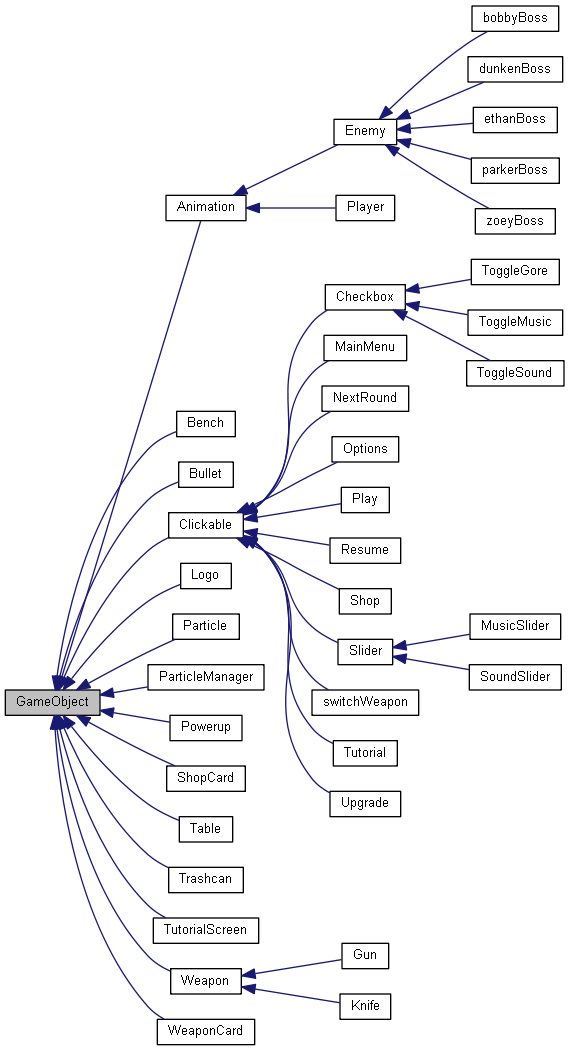 bobbyBoss
dunkenBoss
Enemy
ethanBoss
parkerBoss
Animation
Player
zoeyBoss
ToggleGore
Checkbox
ToggleMusic
MainMenu
ToggleSound
NextRound
Bench
Options
Bullet
Play
Clickable
Resume
Logo
Shop
Particle
MusicSlider
Slider
ParticleManager
SoundSlider
GameObject
switchWeapon
Powerup
Tutorial
ShopCard
Upgrade
Table
Trashcan
TutorialScreen
Gun
Weapon
Knife
WeaponCard